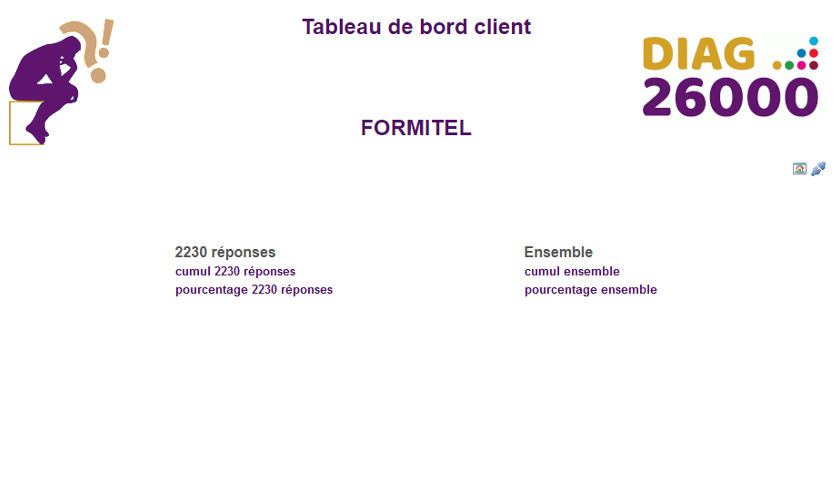 Tableau de bord client
?!
DIAG
26000
FORMITEL
2230 réponses
cumul 2230 réponses
pourcentage 2230 réponses
Ensemble
cumul ensemble
pourcentage ensemble